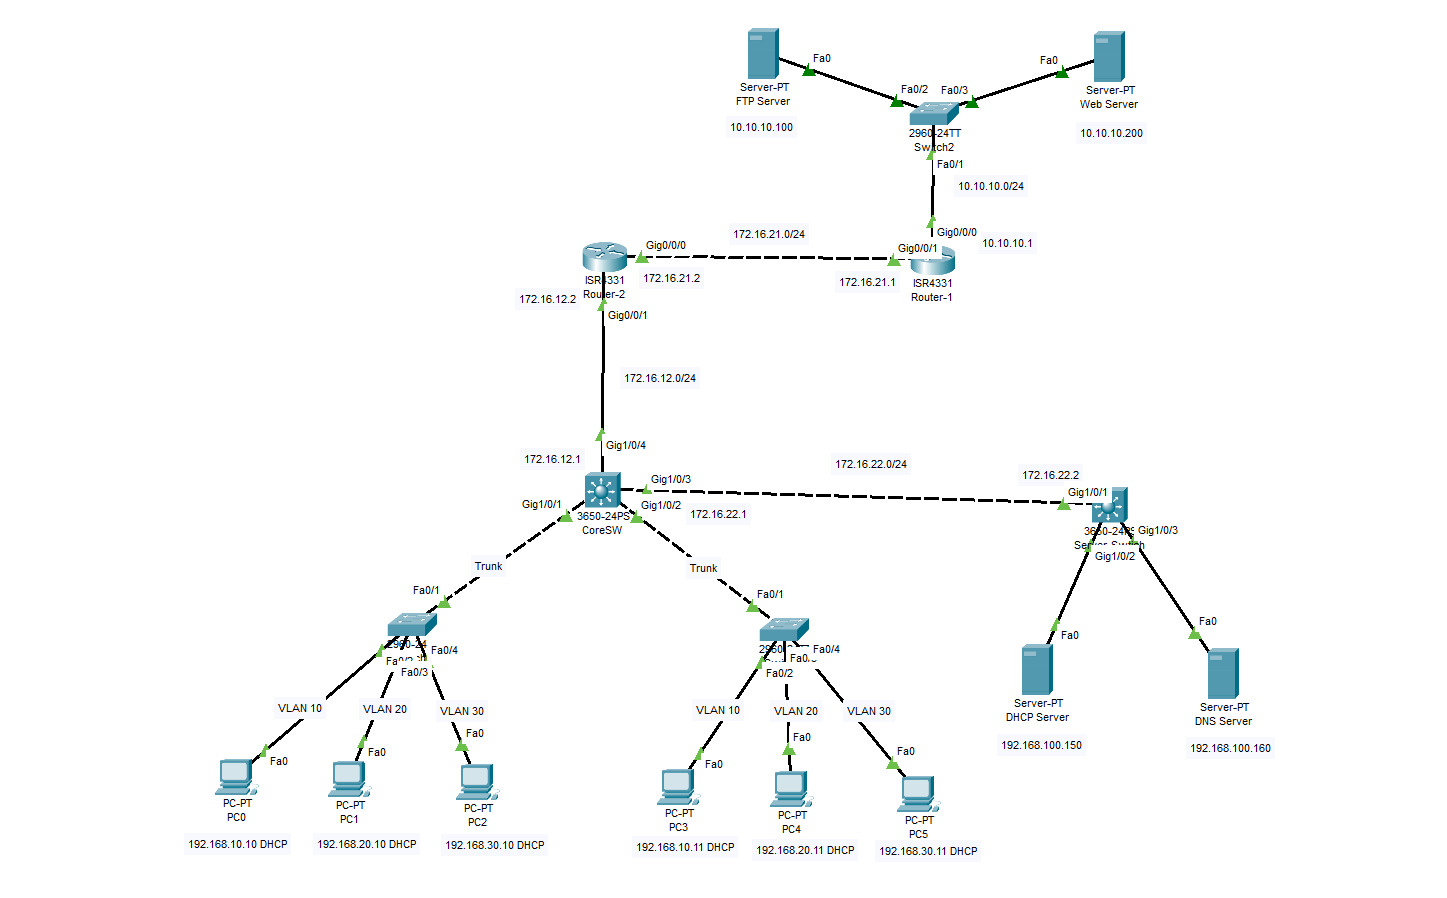 Fa0
Fa0
Server-PT
FTP Server
Fa0/2
Fa0/3
Server-PT
Web Server
10.10.10.100
10.10.10.200
2960-24TT
Switch2
Fa0/1
10.10.10.0/24
172.16.21.0/24
Gig0/0/0
10.10.10.1
Gig0/0/0
Gig0/0/1
172.16.21.2
172.16.21.1
ISR4331
Router-2
ISR4331
Router-1
172.16.12.2
Gig0/0/1
172.16.12.0/24
Gig1/0/4
172.16.12.1
172.16.22.0/24
Gig1/0/3
172.16.22.2
Gig1/0/1
Gig1/0/1
Gig1/0/2
172.16.22.1
3650-24PS
CoreSW
3650-24PS
Server-Switch
Gig1/0/3
Gig1/0/2
Trunk
Trunk
Fa0/1
Fa0/1
Fa0
Fa0
Fa0/4
Fa0/3
Fa0/4
Fa0/2
VLAN 10
VLAN 20
VLAN 30
VLAN 10
VLAN 20
VLAN 30
Server-PT
DHCP Server
Server-PT
DNS Server
192.168.100.150
192.168.100.160
Fa0
Fa0
Fa0
Fa0
Fa0
Fa0
PC-PT
PC0
PC-PT
PC1
PC-PT
PC2
PC-PT
PC3
PC-PT
PC4
PC-PT
PC5
192.168.10.10 DHCP
192.168.20.10 DHCP
192.168.30.10 DHCP
192.168.10.11 DHCP
192.168.20.11 DHCP
192.168.30.11 DHCP